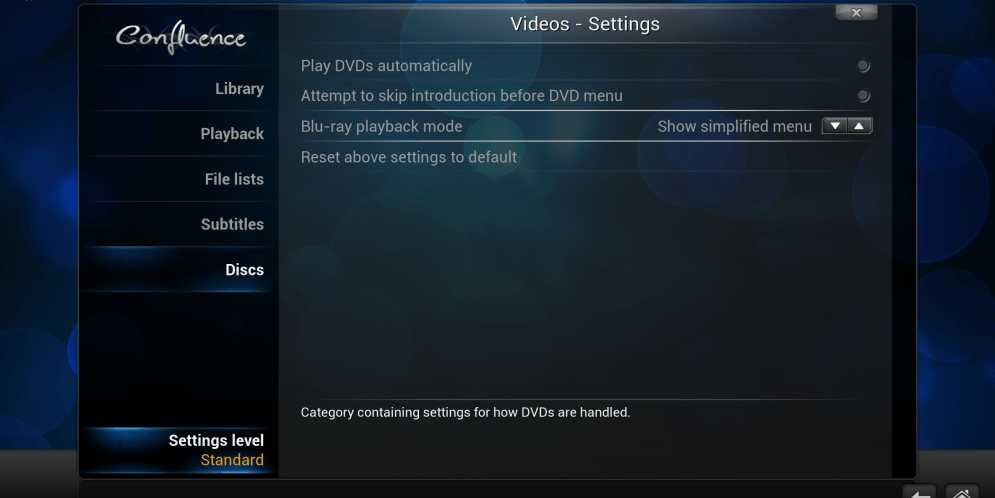 Confluence
Videos - Settings
Library
Playback
File lists
Subtitles
Discs
Play DVDs automatically
Attempt to skip introduction before DVD menu
Blu-ray playback mode Show simplified menu
Reset above settings to default
Category containing settings for how DVDs are handled.
Settings level
Standard